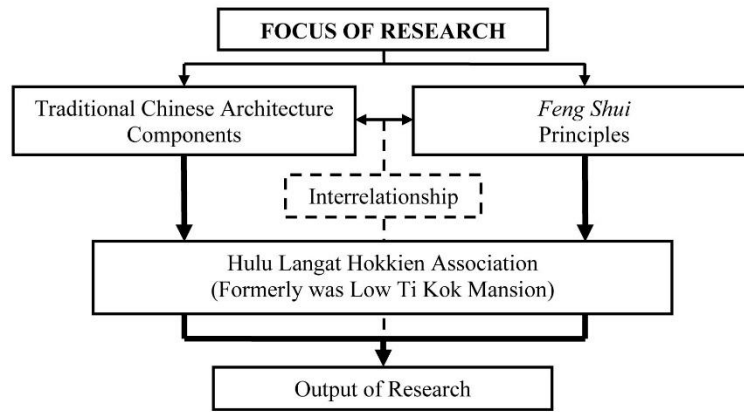 FOCUS OF RESEARCH
Traditional Chinese Architecture
Components
Feng Shui
Principles
Interrelationship
Hulu Langat Hokkien Association
(Formerly was Low Ti Kok Mansion)
Output of Research